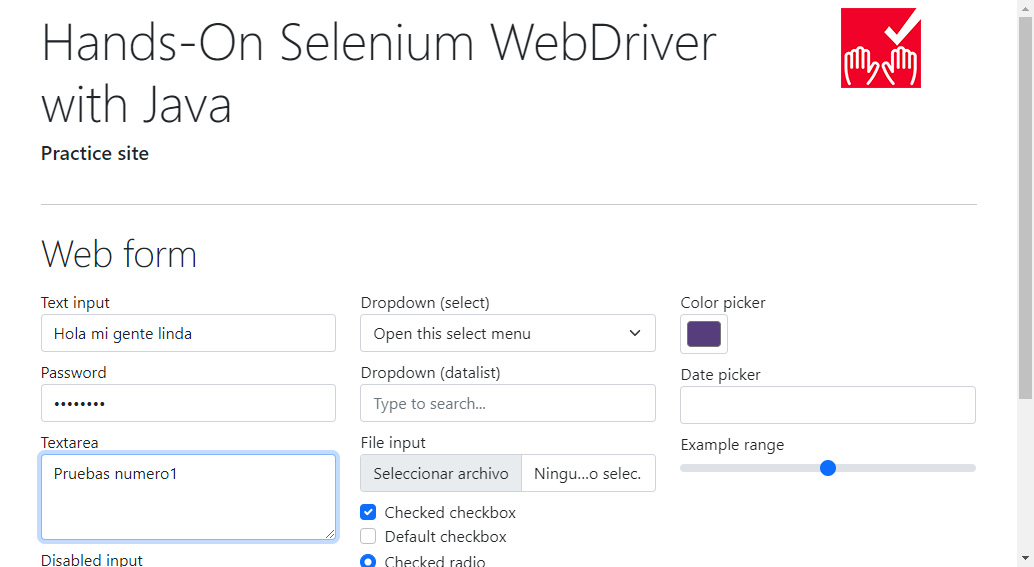 Hands-On Selenium WebDriver
with Java
Practice site
Web form
Text input
Hola mi gente linda
Password
••••••••
Textarea
Pruebas numero1
Disabled input
Dropdown (select)
Open this select menu
Dropdown (datalist)
Type to search...
File input
Seleccionar archivo Ningu...o selec.
Checked checkbox
Default checkbox
Checked radio
Color picker
Date picker
Example range